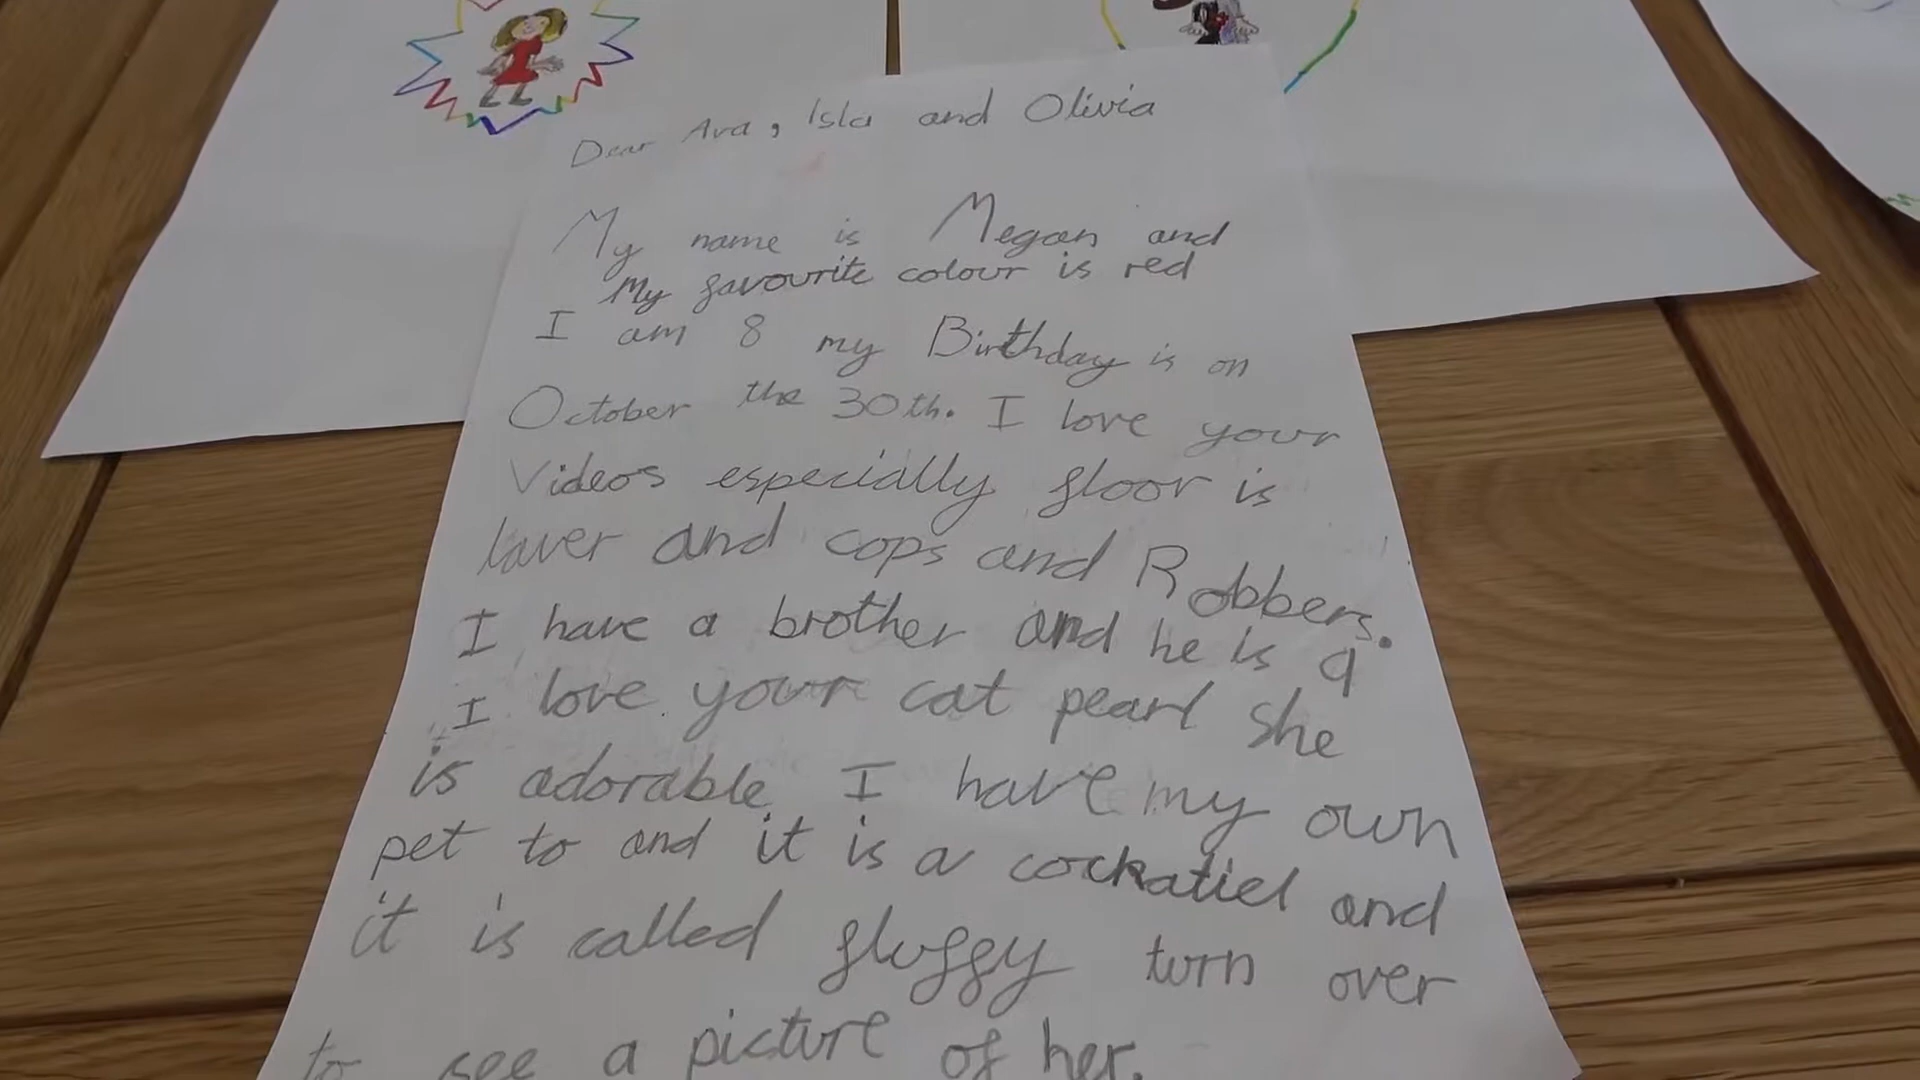 Dear Ava, Isla and Olivia
My name is Megan and
My favourite colour is red
I am 8 my Birthday is on
October the 30th. I love your
Videos especially floor is
laver and cops and Robbers.
I have a brother and he is 9
I love your cat pearl she
is adorable I have my own
pet to and it is a cockatiel and
it is called fluffy turn over
to see a picture of her.